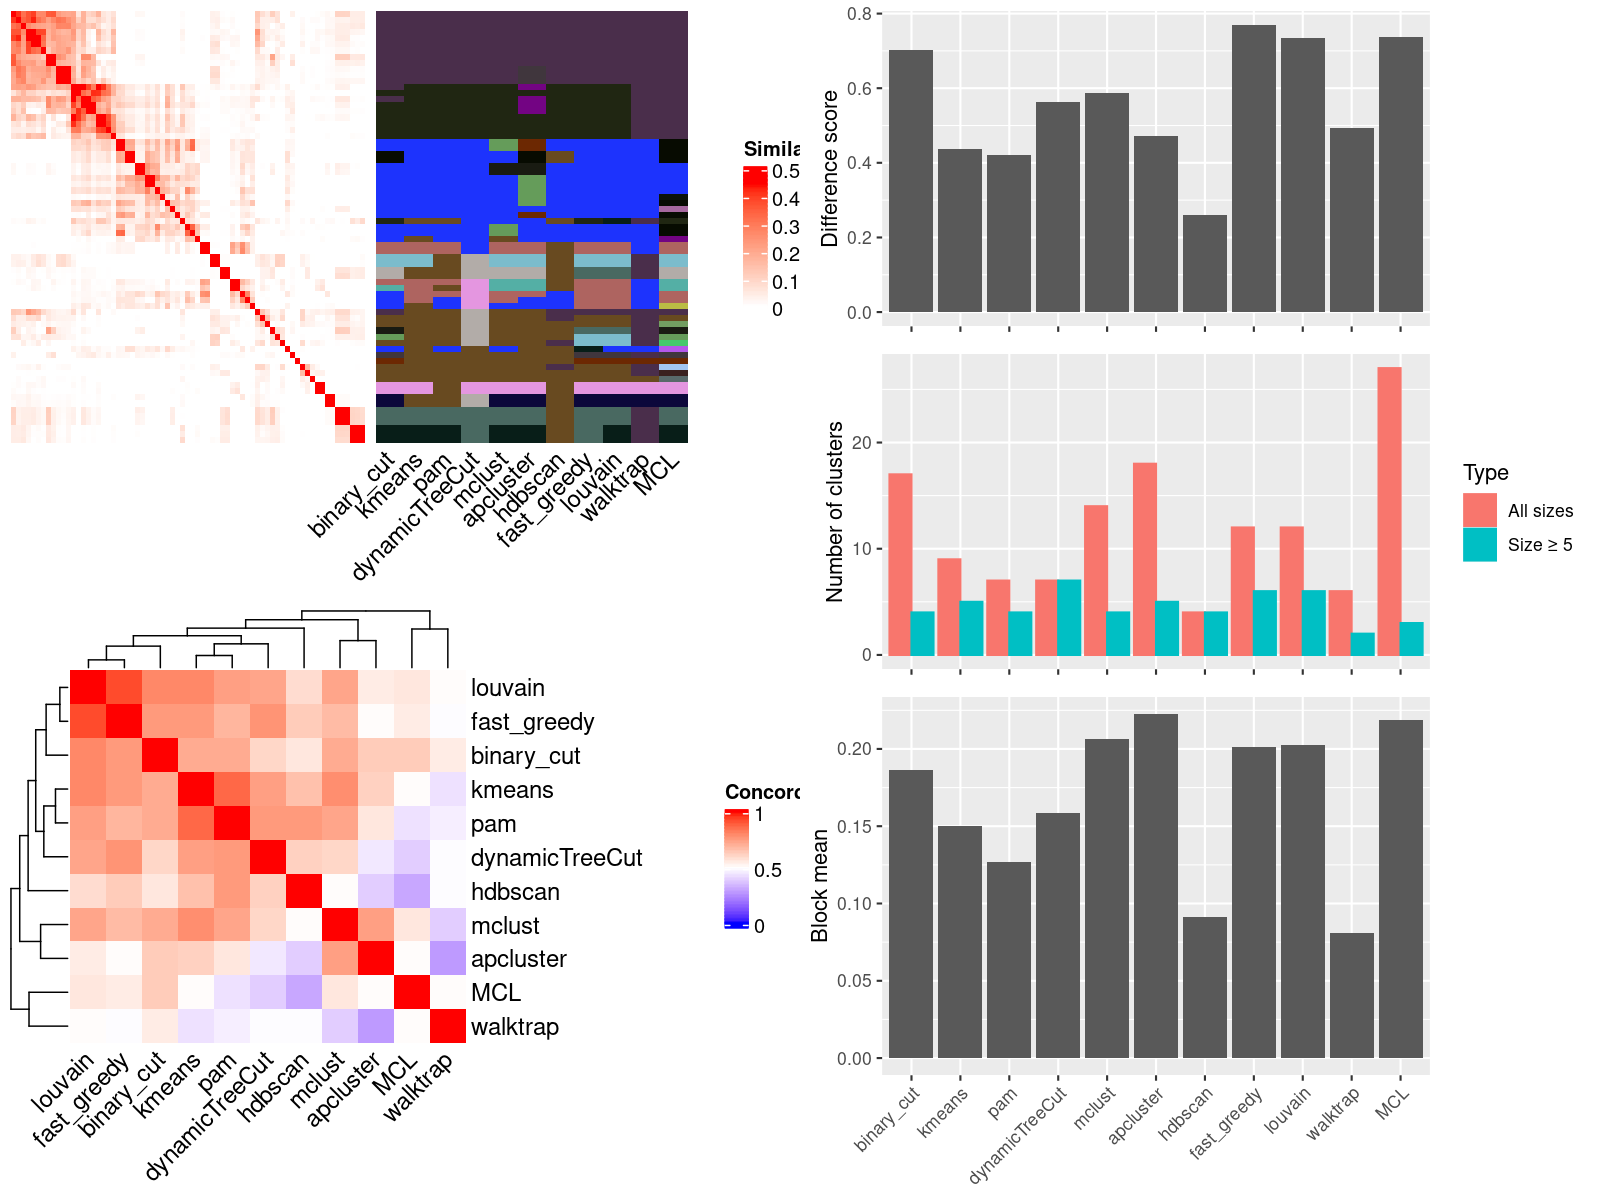 Simila
0.5
0.4
0.3
0.2
0.1
0
binary_cut
kmeans
pam
dynamicTreeCut
mclust
apcluster
hdbscan
fast_greedy
louvain
walktrap
MCL
louvain
fast_greedy
binary_cut
kmeans
pam
dynamicTreeCut
hdbscan
mclust
apcluster
MCL
walktrap
louvain
fast_greedy
binary_cut
kmeans
pam
dynamicTreeCut
hdbscan
mclust
apcluster
MCL
walktrap
Concord
1
0.5
0
Difference score
0.8
0.6
0.4
0.2
0.0
Number of clusters
20
10
0
Type
All sizes
Size ≥ 5
Block mean
0.20
0.15
0.10
0.05
0.00
binary_cut
kmeans
pam
dynamicTreeCut
mclust
apcluster
hdbscan
fast_greedy
louvain
walktrap
MCL